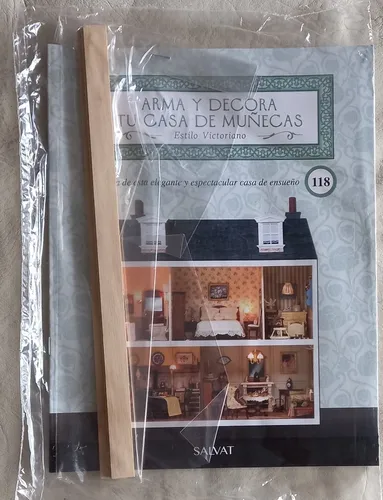 ARMA Y DECORA
TU CASA DE MUÑECAS
Estilo Victoriano
de esta elegante y espectacular casa de ensueño
118
SALVAT